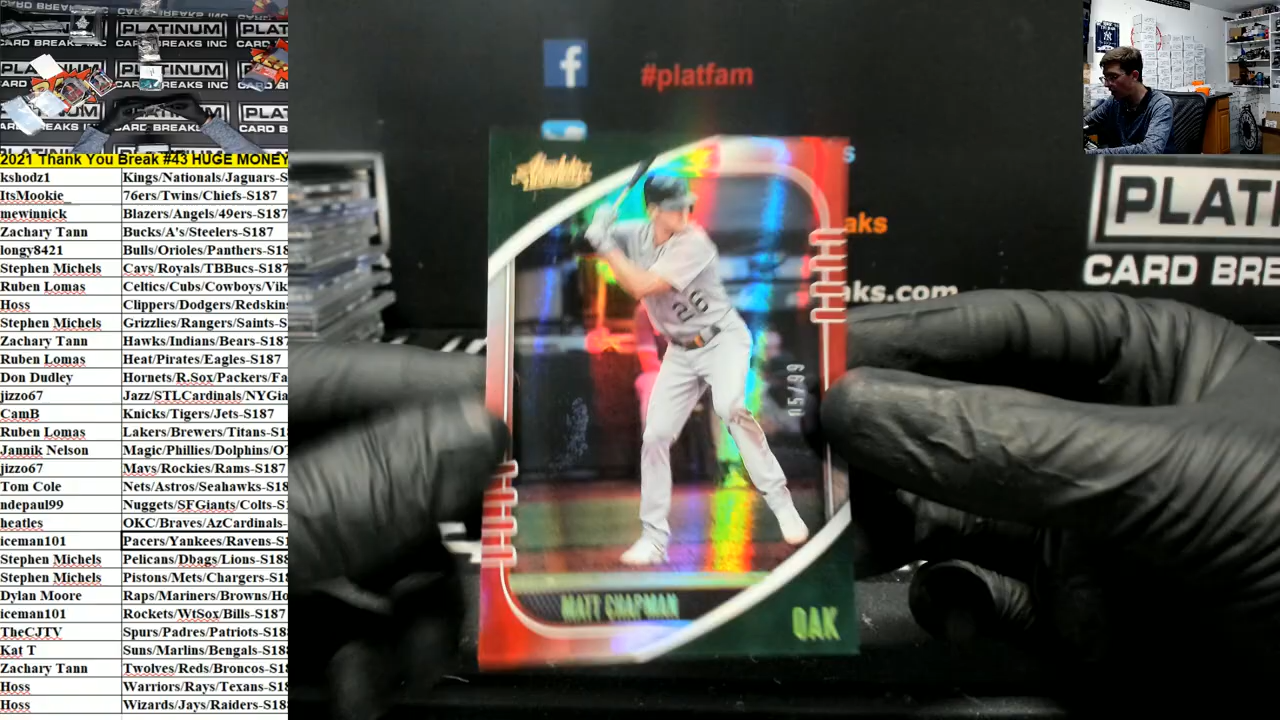 PLATINUM
CARD BREAKS INC
2021 Thank You Break #43 HUGE MONEY
kshodz1 Kings/Nationals/Jaguars-S
ItsMookie_ 76ers/Twins/Chiefs-S187
mewinnick Blazers/Angels/49ers-S187
Zachary Tann Bucks/A's/Steelers-S187
longy8421 Bulls/Orioles/Panthers-S18
Stephen Michels Cavs/Royals/TBBucs-S187
Ruben Lomas Celtics/Cubs/Cowboys/Vik
Hoss Clippers/Dodgers/Redskin
Stephen Michels Grizzlies/Rangers/Saints-S
Zachary Tann Hawks/Indians/Bears-S187
Ruben Lomas Heat/Pirates/Eagles-S187
Don Dudley Hornets/R.Sox/Packers/Fa
jizzo67 Jazz/STLCardinals/NYGia
CamB Knicks/Tigers/Jets-S187
Ruben Lomas Lakers/Brewers/Titans-S18
Jannik Nelson Magic/Phillies/Dolphins/OT
jizzo67 Mavs/Rockies/Rams-S187
Tom Cole Nets/Astros/Seahawks-S18
ndepaul99 Nuggets/SFGiants/Colts-S1
heatles OKC/Braves/AzCardinals-
iceman101 Pacers/Yankees/Ravens-S1
Stephen Michels Pelicans/Dbags/Lions-S188
Stephen Michels Pistons/Mets/Chargers-S18
Dylan Moore Raps/Mariners/Browns/Ho
iceman101 Rockets/WtSox/Bills-S187
TheCJTV Spurs/Padres/Patriots-S18
Kat T Suns/Marlins/Bengals-S18
Zachary Tann Twolves/Reds/Broncos-S18
Hoss Warriors/Rays/Texans-S18
Hoss Wizards/Jays/Raiders-S18
f
#platfam
s
aks
aks.com
Absolute
26
05/99
MATT CHAPMAN
OAK
PLATI
CARD BREA